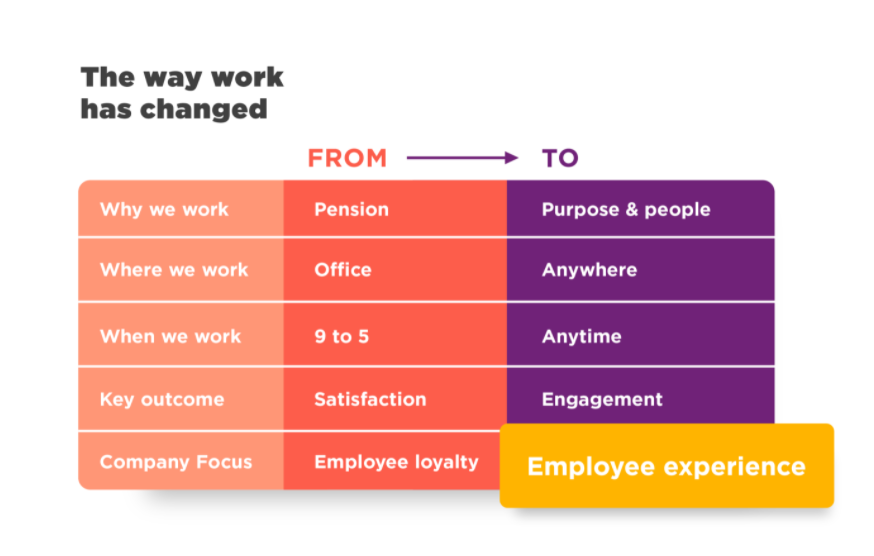 The way work
has changed
FROM TO
Why we work Pension Purpose & people
Where we work Office Anywhere
When we work 9 to 5 Anytime
Key outcome Satisfaction Engagement
Company Focus Employee loyalty Employee experience